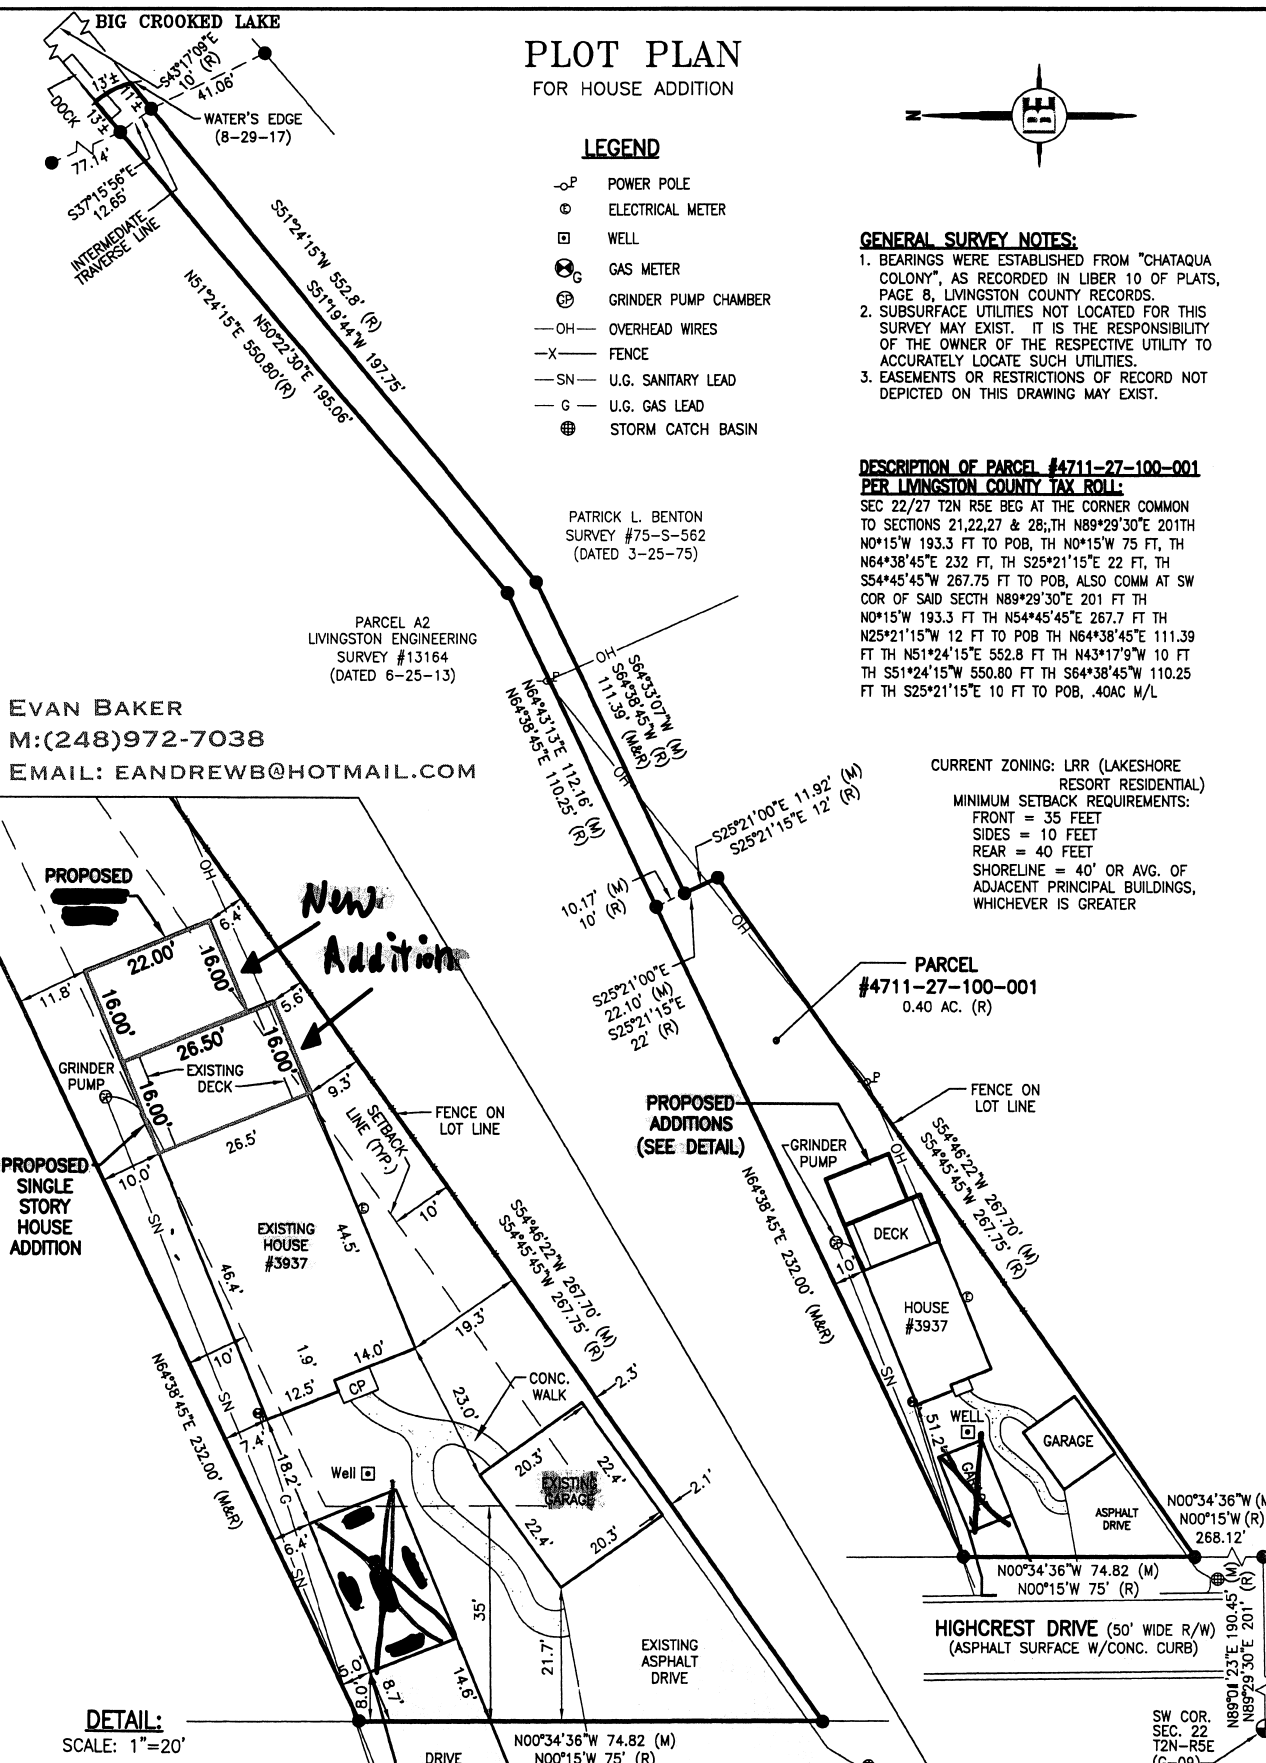 BIG CROOKED LAKE
S43°17'09"E
10' (R)
41.06'
13'±
11'±
DOCK
13'±
WATER'S EDGE
(8-29-17)
77.14'
S37°15'56"E
12.65'
INTERMEDIATE
TRAVERSE LINE
S51°24'15"W 552.8' (R)
S51°19'44"W 197.75'
N50°22'30"E 195.06'
N51°24'15"E 550.80'(R)
PLOT PLAN
FOR HOUSE ADDITION
LEGEND
P POWER POLE
E ELECTRICAL METER
WELL
G GAS METER
GP GRINDER PUMP CHAMBER
—OH— OVERHEAD WIRES
—X— FENCE
—SN— U.G. SANITARY LEAD
— G — U.G. GAS LEAD
STORM CATCH BASIN
N
BE
GENERAL SURVEY NOTES:
1. BEARINGS WERE ESTABLISHED FROM "CHATAQUA
COLONY", AS RECORDED IN LIBER 10 OF PLATS,
PAGE 8, LIVINGSTON COUNTY RECORDS.
2. SUBSURFACE UTILITIES NOT LOCATED FOR THIS
SURVEY MAY EXIST. IT IS THE RESPONSIBILITY
OF THE OWNER OF THE RESPECTIVE UTILITY TO
ACCURATELY LOCATE SUCH UTILITIES.
3. EASEMENTS OR RESTRICTIONS OF RECORD NOT
DEPICTED ON THIS DRAWING MAY EXIST.
DESCRIPTION OF PARCEL #4711-27-100-001
PER LIVINGSTON COUNTY TAX ROLL:
SEC 22/27 T2N R5E BEG AT THE CORNER COMMON
TO SECTIONS 21,22,27 & 28;,TH N89*29'30"E 201TH
N0*15'W 193.3 FT TO POB, TH N0*15'W 75 FT, TH
N64*38'45"E 232 FT, TH S25*21'15"E 22 FT, TH
S54*45'45"W 267.75 FT TO POB, ALSO COMM AT SW
COR OF SAID SECTH N89*29'30"E 201 FT TH
N0*15'W 193.3 FT TH N54*45'45"E 267.7 FT TH
N25*21'15"W 12 FT TO POB TH N64*38'45"E 111.39
FT TH N51*24'15"E 552.8 FT TH N43*17'9"W 10 FT
TH S51*24'15"W 550.80 FT TH S64*38'45"W 110.25
FT TH S25*21'15"E 10 FT TO POB, .40AC M/L
PATRICK L. BENTON
SURVEY #75-S-562
(DATED 3-25-75)
PARCEL A2
LIVINGSTON ENGINEERING
SURVEY #13164
(DATED 6-25-13)
EVAN BAKER
M:(248)972-7038
EMAIL: EANDREWB@HOTMAIL.COM
OH
P
S64°33'07"W (M)
S64°38'45"W (R)
111.39' (M&R)
N64°43'13"E 112.16' (M)
N64°38'45"E 110.25' (R)
OH
CURRENT ZONING: LRR (LAKESHORE
RESORT RESIDENTIAL)
MINIMUM SETBACK REQUIREMENTS:
FRONT = 35 FEET
SIDES = 10 FEET
REAR = 40 FEET
SHORELINE = 40' OR AVG. OF
ADJACENT PRINCIPAL BUILDINGS,
WHICHEVER IS GREATER
S25°21'00"E 11.92' (M)
S25°21'15"E 12' (R)
10.17' (M)
10' (R)
OH
S25°21'00"E
22.10' (M)
S25°21'15"E
22' (R)
PARCEL
#4711-27-100-001
0.40 AC. (R)
P
FENCE ON
LOT LINE
PROPOSED
ADDITIONS
(SEE DETAIL)
GRINDER
PUMP
OH
S54°46'22"W 267.70' (M)
S54°45'45"W 267.75' (R)
DECK
10'
E
HOUSE
#3937
N64°38'45"E 232.00' (M&R)
SN
WELL
51.2'
GARAGE
ASPHALT
DRIVE
N00°34'36"W (M
N00°15'W (R)
268.12'
N00°34'36"W 74.82 (M)
N00°15'W 75' (R)
HIGHCREST DRIVE (50' WIDE R/W)
(ASPHALT SURFACE W/CONC. CURB)
N89°01'23"E 190.45' (M)
N89°29'30"E 201' (R)
SW COR.
SEC. 22
T2N-R5E
(G-09)
OH
PROPOSED
New
Addition
6.4'
22.00'
16.00'
11.8'
16.00'
5.6'
26.50'
16.00'
EXISTING
DECK
GRINDER
PUMP
16.00'
9.3'
SETBACK
LINE (TYP.)
FENCE ON
LOT LINE
PROPOSED
SINGLE
STORY
HOUSE
ADDITION
26.5'
10.0'
SN
10'
E
EXISTING
HOUSE
#3937
44.5'
46.4'
S54°46'22"W 267.70' (M)
S54°45'45"W 267.75' (R)
19.3'
10'
1.9'
14.0'
12.5'
CP
CONC.
WALK
2.3'
23.0'
SN
7.4'
18.2'
Well
N64°38'45"E 232.00' (M&R)
G
20.3'
22.4'
EXISTING
GARAGE
2.1'
22.4'
20.3'
6.4'
G
SN
35'
21.7'
EXISTING
ASPHALT
DRIVE
5.0'
8.0'
8.7'
14.6'
DETAIL:
SCALE: 1"=20'
N00°34'36"W 74.82 (M)
N00°15'W 75' (R)
DRIVE